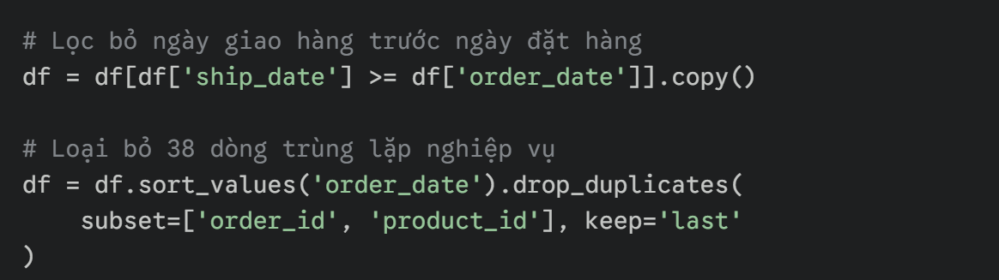 # Lọc bỏ ngày giao hàng trước ngày đặt hàng
df = df[df['ship_date'] >= df['order_date']].copy()
# Loại bỏ 38 dòng trùng lặp nghiệp vụ
df = df.sort_values('order_date').drop_duplicates(
    subset=['order_id', 'product_id'], keep='last'
)